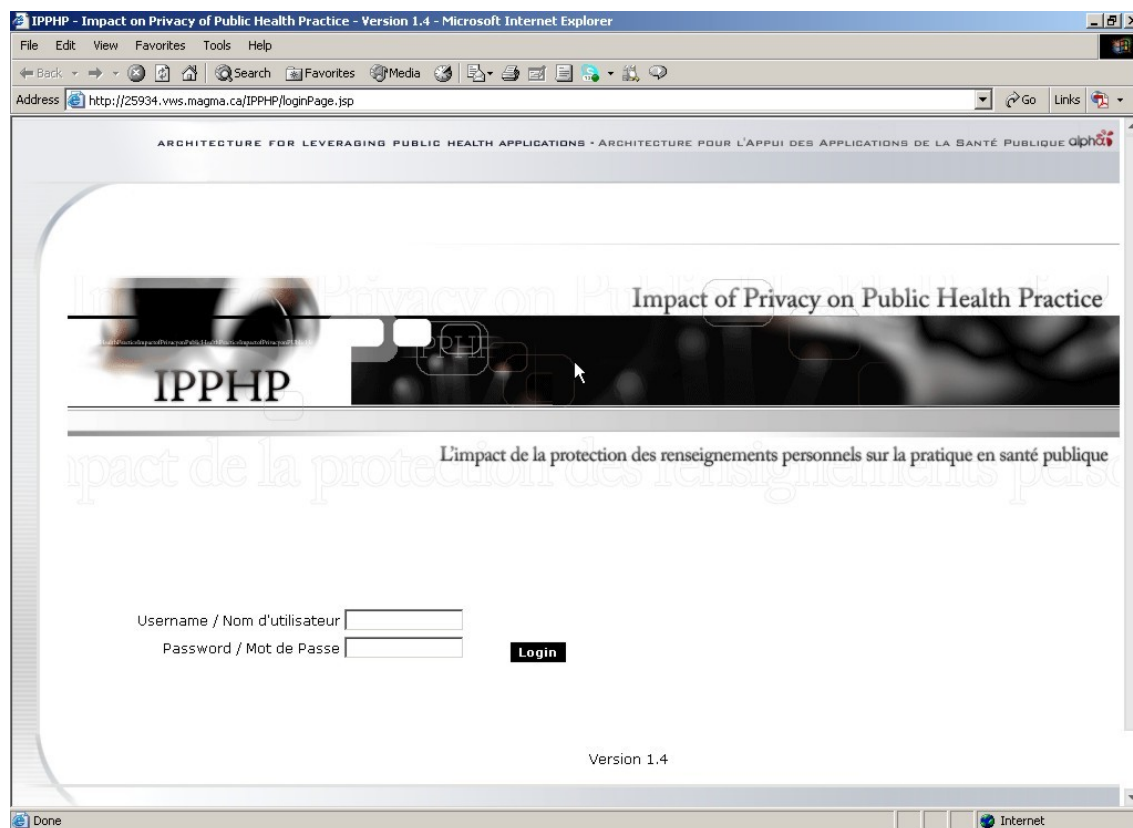 IPPHP - Impact on Privacy of Public Health Practice - Version 1.4 - Microsoft Internet Explorer
File Edit View Favorites Tools Help
Back Search Favorites Media
Address http://25934.vws.magma.ca/IPPHP/loginPage.jsp Go Links
ARCHITECTURE FOR LEVERAGING PUBLIC HEALTH APPLICATIONS - ARCHITECTURE POUR L'APPUI DES APPLICATIONS DE LA SANTÉ PUBLIQUE alpha
Impact of Privacy on Public Health Practice
IPPHP
L'impact de la protection des renseignements personnels sur la pratique en santé publique
Username / Nom d'utilisateur
Password / Mot de Passe
Login
Version 1.4
Done Internet